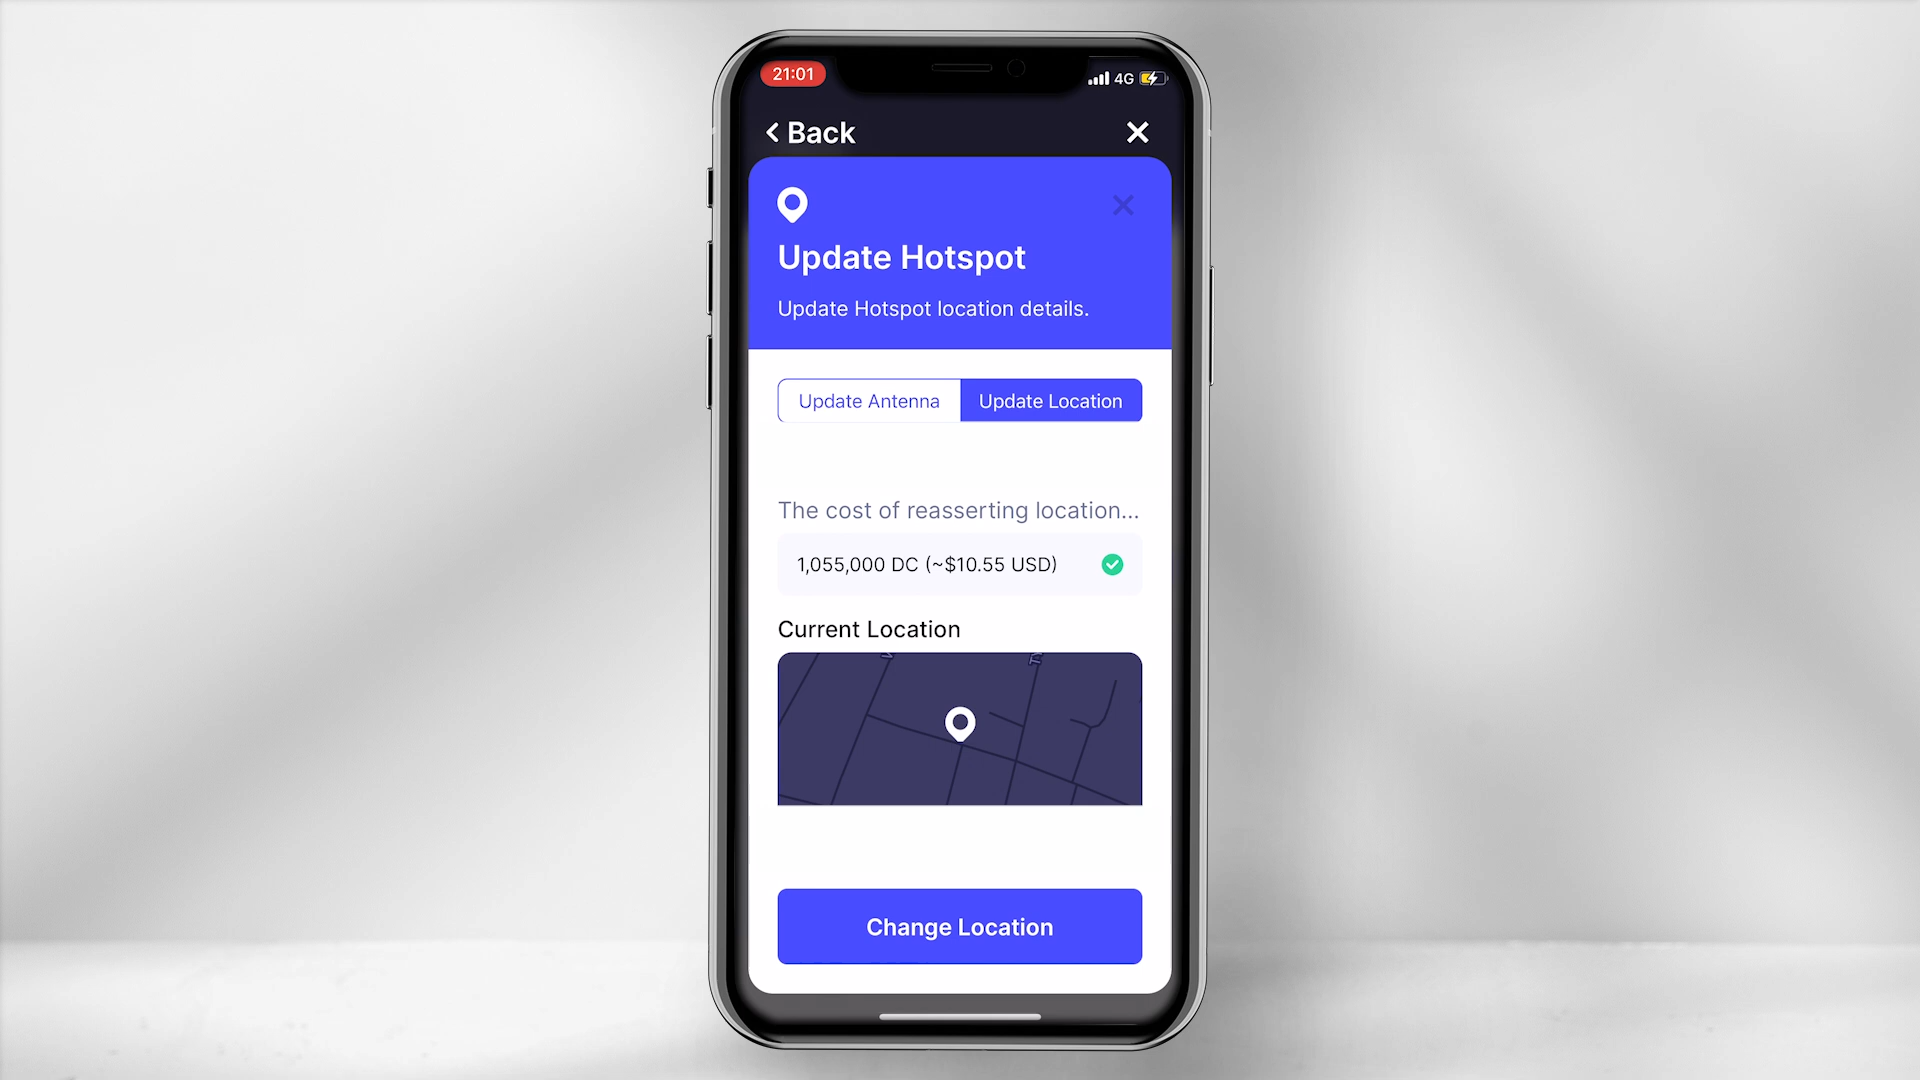 21:01
4G
Back
Update Hotspot
Update Hotspot location details.
Update Antenna
Update Location
The cost of reasserting location...
1,055,000 DC (~$10.55 USD)
Current Location
Change Location